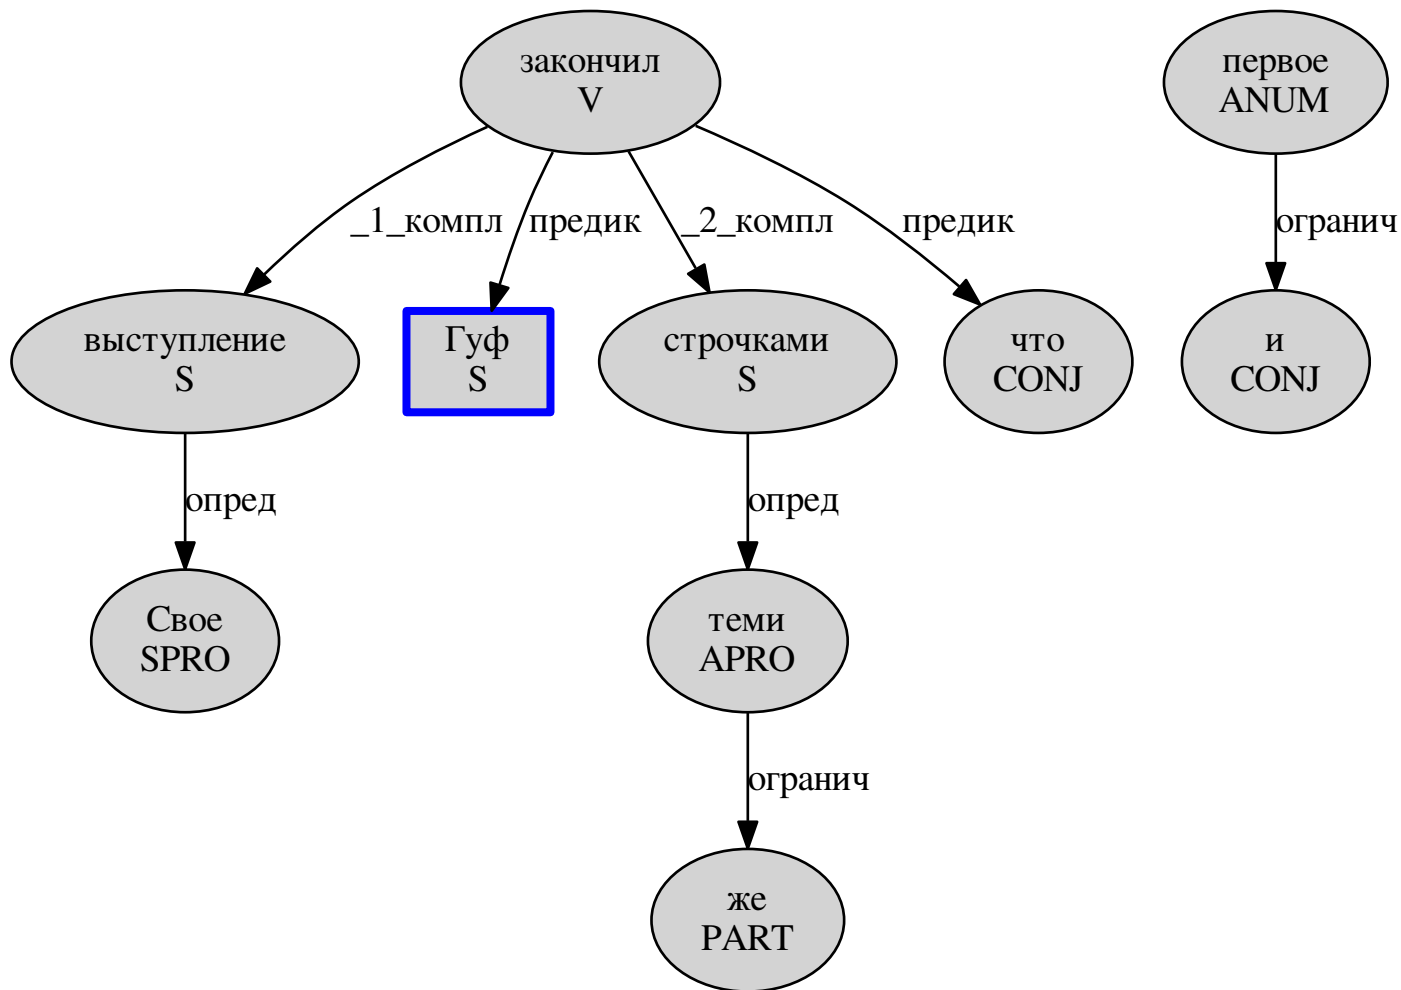 закончил
V
первое
ANUM
_1_компл
предик
_2_компл
предик
огранич
выступление
S
Гуф
S
строчками
S
что
CONJ
и
CONJ
опред
опред
Свое
SPRO
теми
APRO
огранич
же
PART